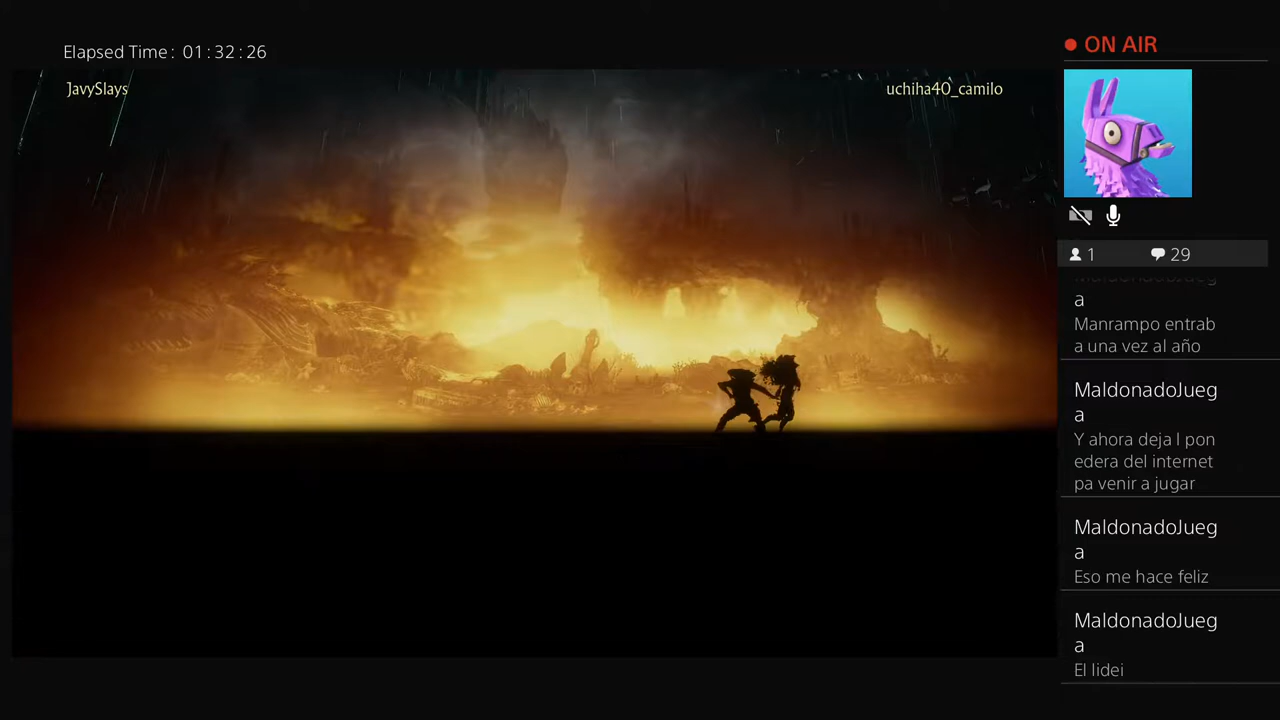 Elapsed Time: 01:32:26
ON AIR
JavySlays
uchiha40_camilo
1
29
a
Manrampo entrab
a una vez al año
MaldonadoJueg
a
Y ahora deja l pon
edera del internet
pa venir a jugar
MaldonadoJueg
a
Eso me hace feliz
MaldonadoJueg
a
El lidei